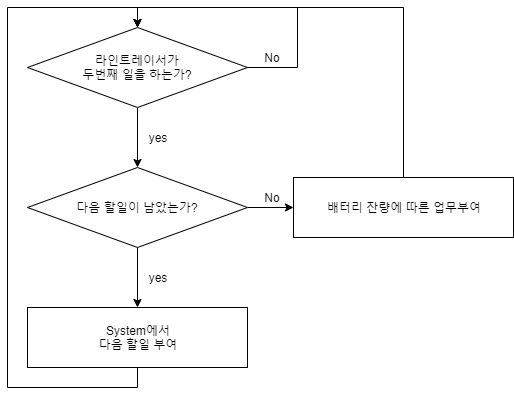 라인트레이서가
두번째 일을 하는가?
No
yes
다음 할일이 남았는가?
No
배터리 잔량에 따른 업무부여
yes
System에서
다음 할일 부여